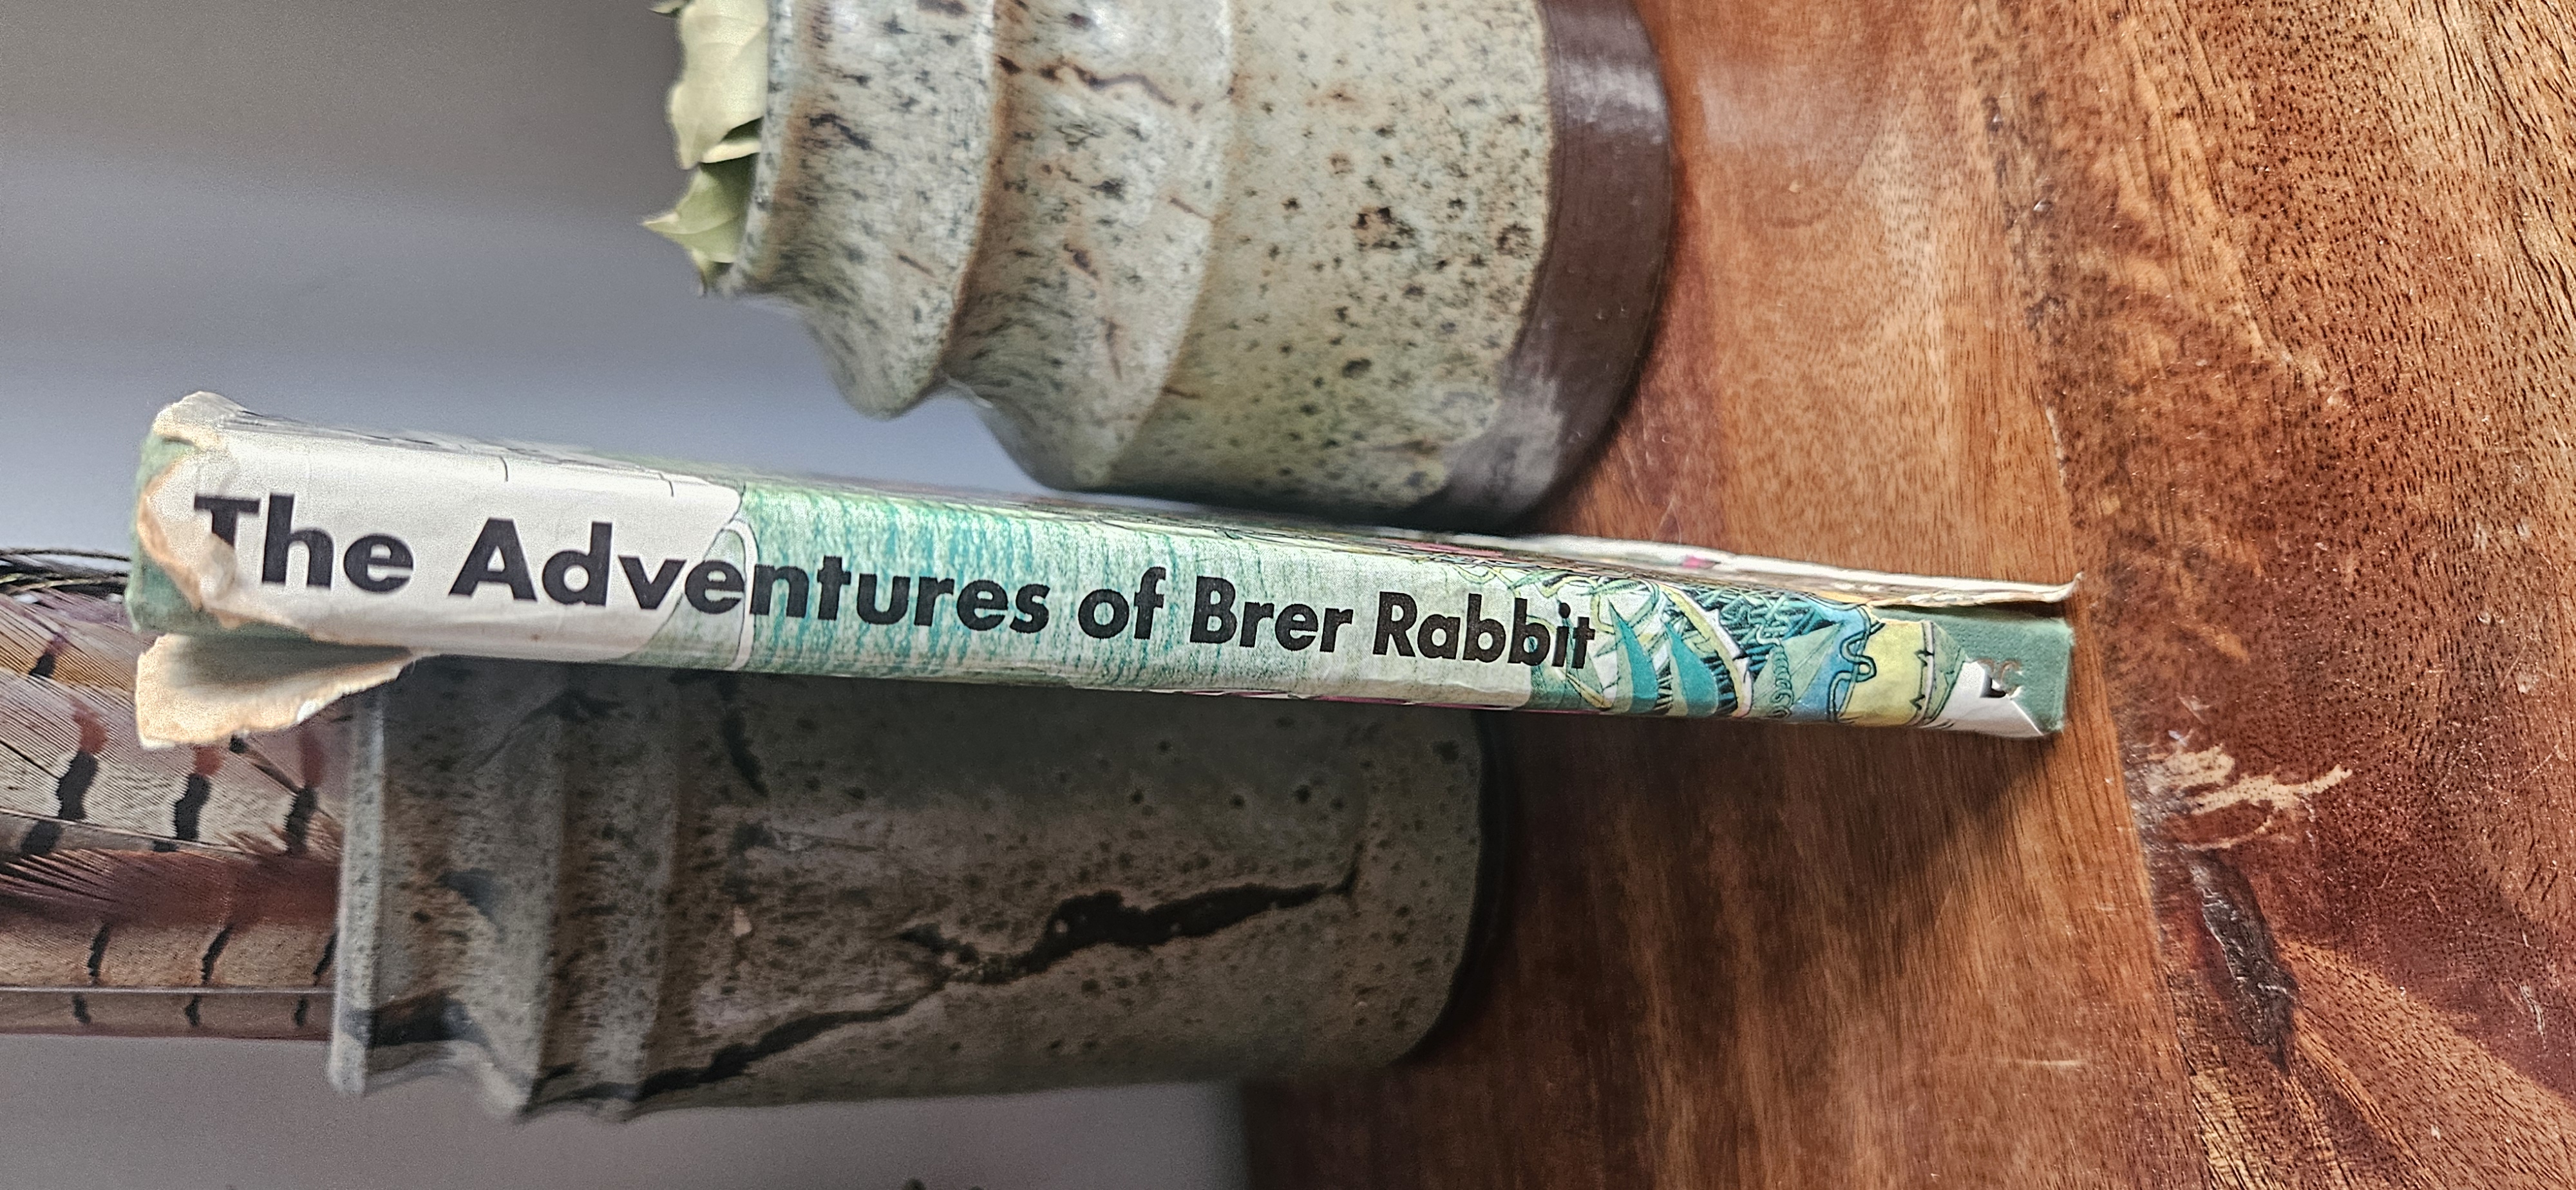 The Adventures of Brer Rabbit